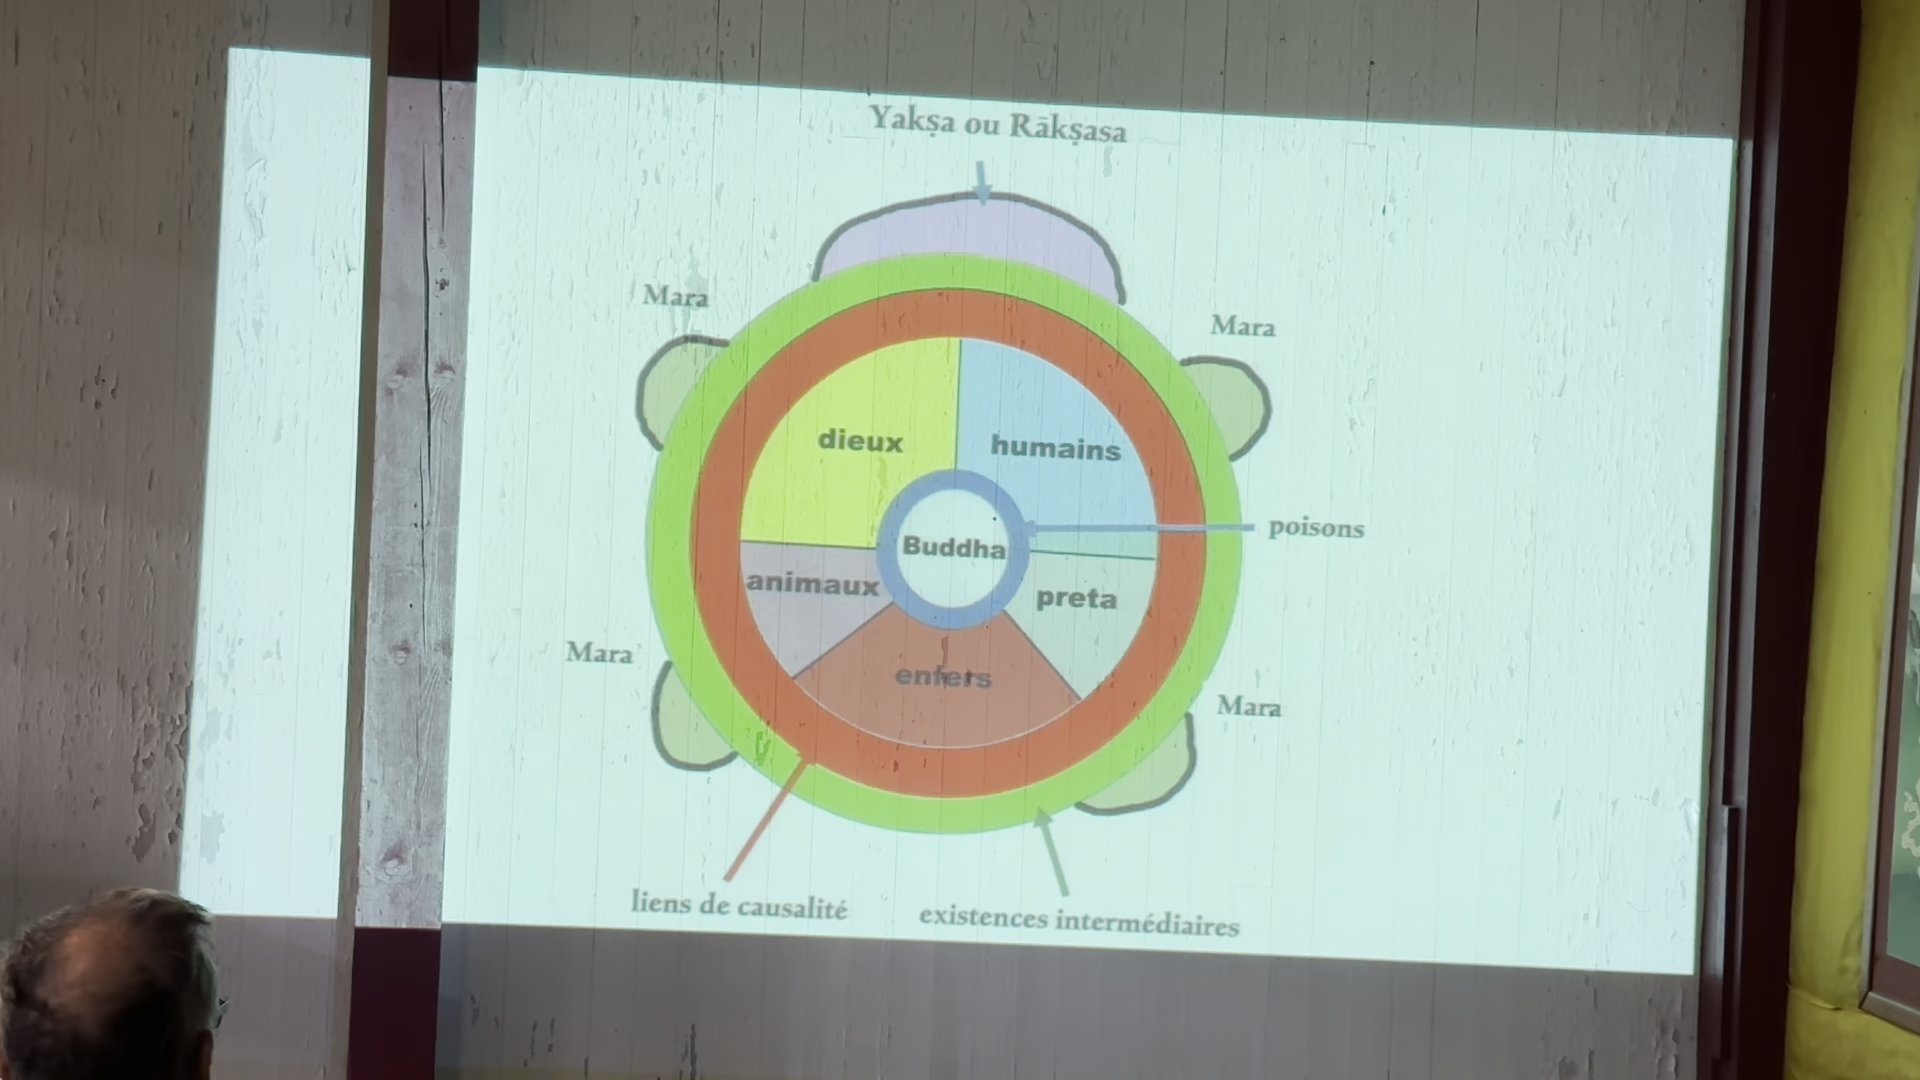 Yakṣa ou Rākṣasa
Mara
Mara
dieux
humains
poisons
Buddha
animaux
preta
Mara
enfers
Mara
liens de causalité
existences intermédiaires